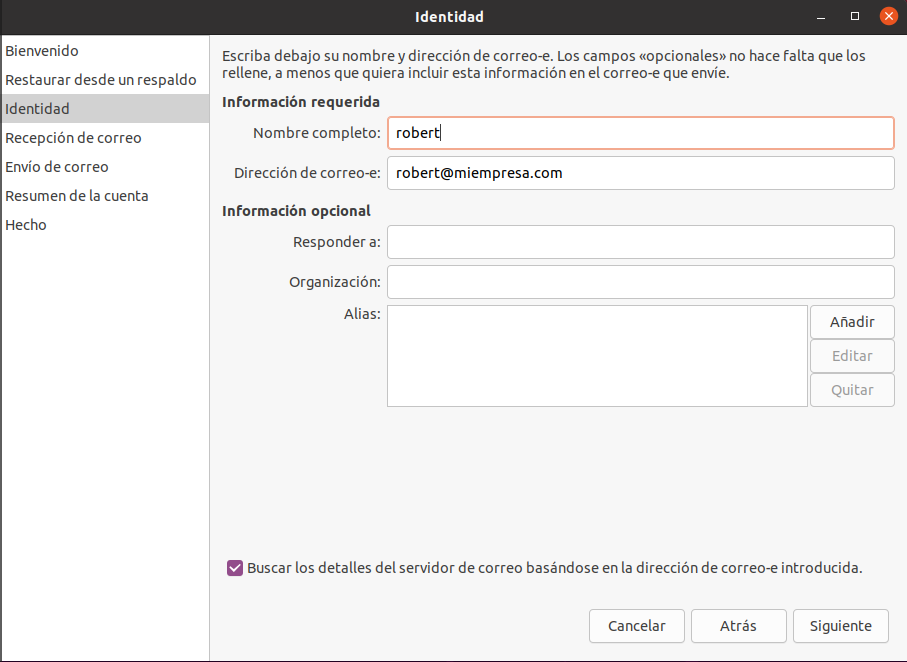 Identidad
Bienvenido
Restaurar desde un respaldo
Identidad
Recepción de correo
Envío de correo
Resumen de la cuenta
Hecho
Escriba debajo su nombre y dirección de correo-e. Los campos «opcionales» no hace falta que los
rellene, a menos que quiera incluir esta información en el correo-e que envíe.
Información requerida
Nombre completo: robert
Dirección de correo-e: robert@miempresa.com
Información opcional
Responder a:
Organización:
Alias:
Añadir
Editar
Quitar
Buscar los detalles del servidor de correo basándose en la dirección de correo-e introducida.
Cancelar Atrás Siguiente